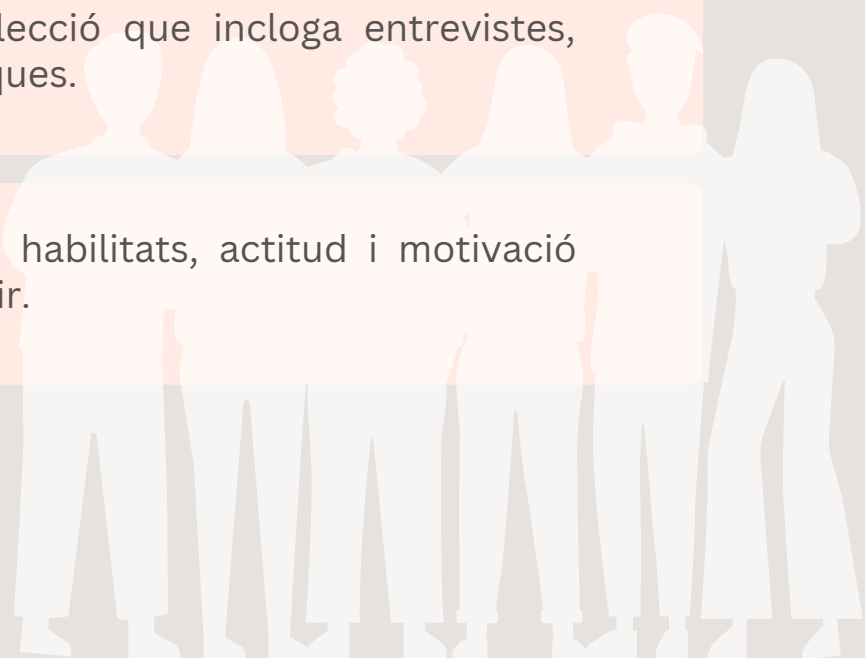 lecció que incloga entrevistes,
ques.
habilitats, actitud i motivació
ir.